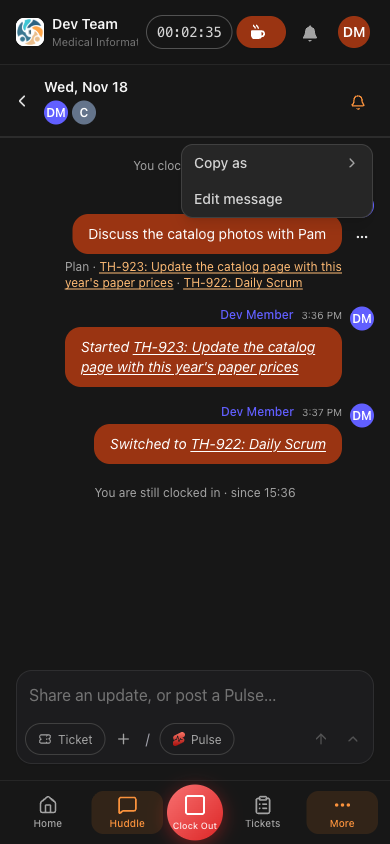 Dev Team
Medical Informat
00:02:35
DM
Wed, Nov 18
DM C
You cloc
Copy as
Edit message
Discuss the catalog photos with Pam
Plan · TH-923: Update the catalog page with this
year's paper prices · TH-922: Daily Scrum
Dev Member 3:36 PM DM
Started TH-923: Update the catalog
page with this year's paper prices
Dev Member 3:37 PM DM
Switched to TH-922: Daily Scrum
You are still clocked in · since 15:36
Share an update, or post a Pulse...
Ticket + / Pulse
Home
Huddle
Clock Out
Tickets
More